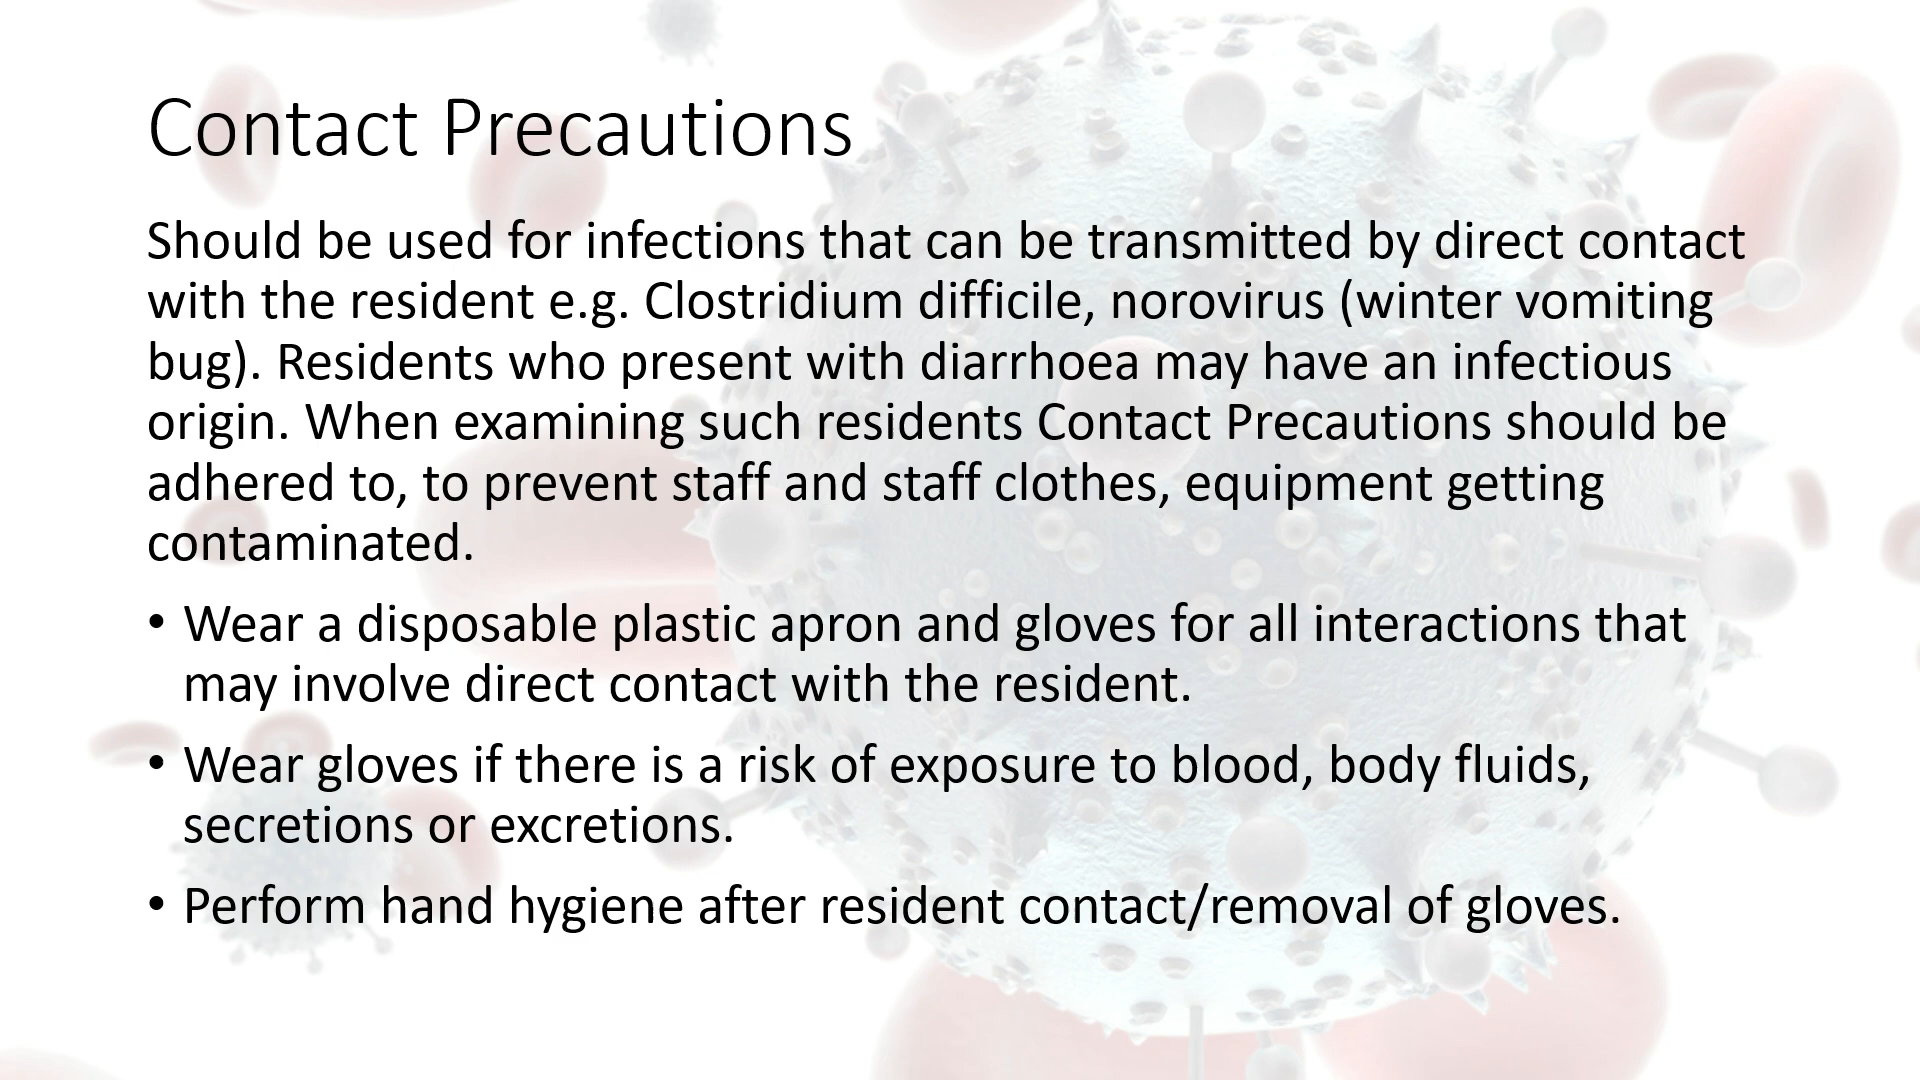 Contact Precautions
Should be used for infections that can be transmitted by direct contact
with the resident e.g. Clostridium difficile, norovirus (winter vomiting
bug). Residents who present with diarrhoea may have an infectious
origin. When examining such residents Contact Precautions should be
adhered to, to prevent staff and staff clothes, equipment getting
contaminated.
• Wear a disposable plastic apron and gloves for all interactions that
may involve direct contact with the resident.
• Wear gloves if there is a risk of exposure to blood, body fluids,
secretions or excretions.
• Perform hand hygiene after resident contact/removal of gloves.